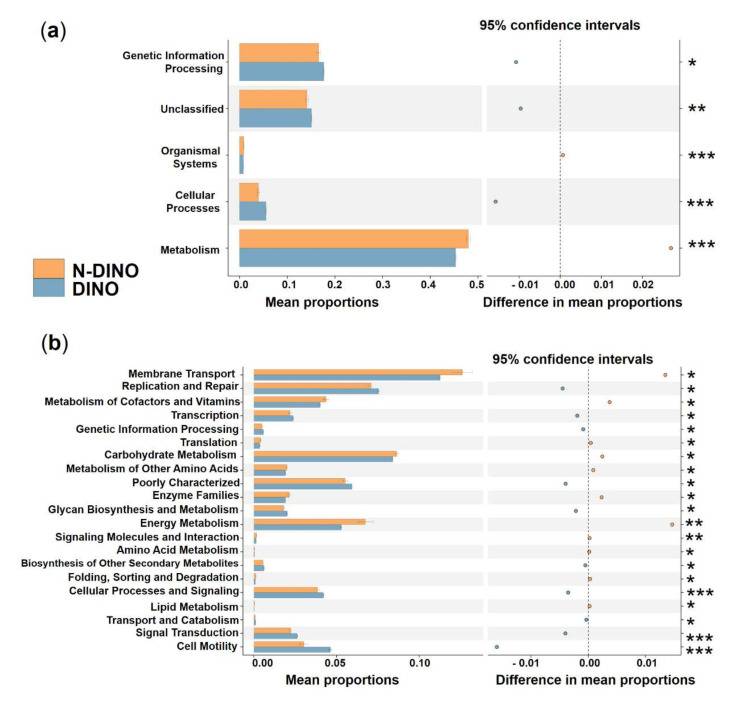 (a)
95% confidence intervals
Genetic Information
Processing
*
Unclassified
**
Organismal
Systems
***
Cellular
Processes
***
Metabolism
***
N-DINO
DINO
0.0 0.1 0.2 0.3 0.4 0.5
- 0.01 0.00 0.01 0.02
Mean proportions
Difference in mean proportions
(b)
95% confidence intervals
Membrane Transport *
Replication and Repair *
Metabolism of Cofactors and Vitamins *
Transcription *
Genetic Information Processing *
Translation *
Carbohydrate Metabolism *
Metabolism of Other Amino Acids *
Poorly Characterized *
Enzyme Families *
Glycan Biosynthesis and Metabolism *
Energy Metabolism **
Signaling Molecules and Interaction **
Amino Acid Metabolism *
Biosynthesis of Other Secondary Metabolites *
Folding, Sorting and Degradation *
Cellular Processes and Signaling ***
Lipid Metabolism *
Transport and Catabolism *
Signal Transduction ***
Cell Motility ***
0.00 0.05 0.10
- 0.01 0.00 0.01
Mean proportions
Difference in mean proportions